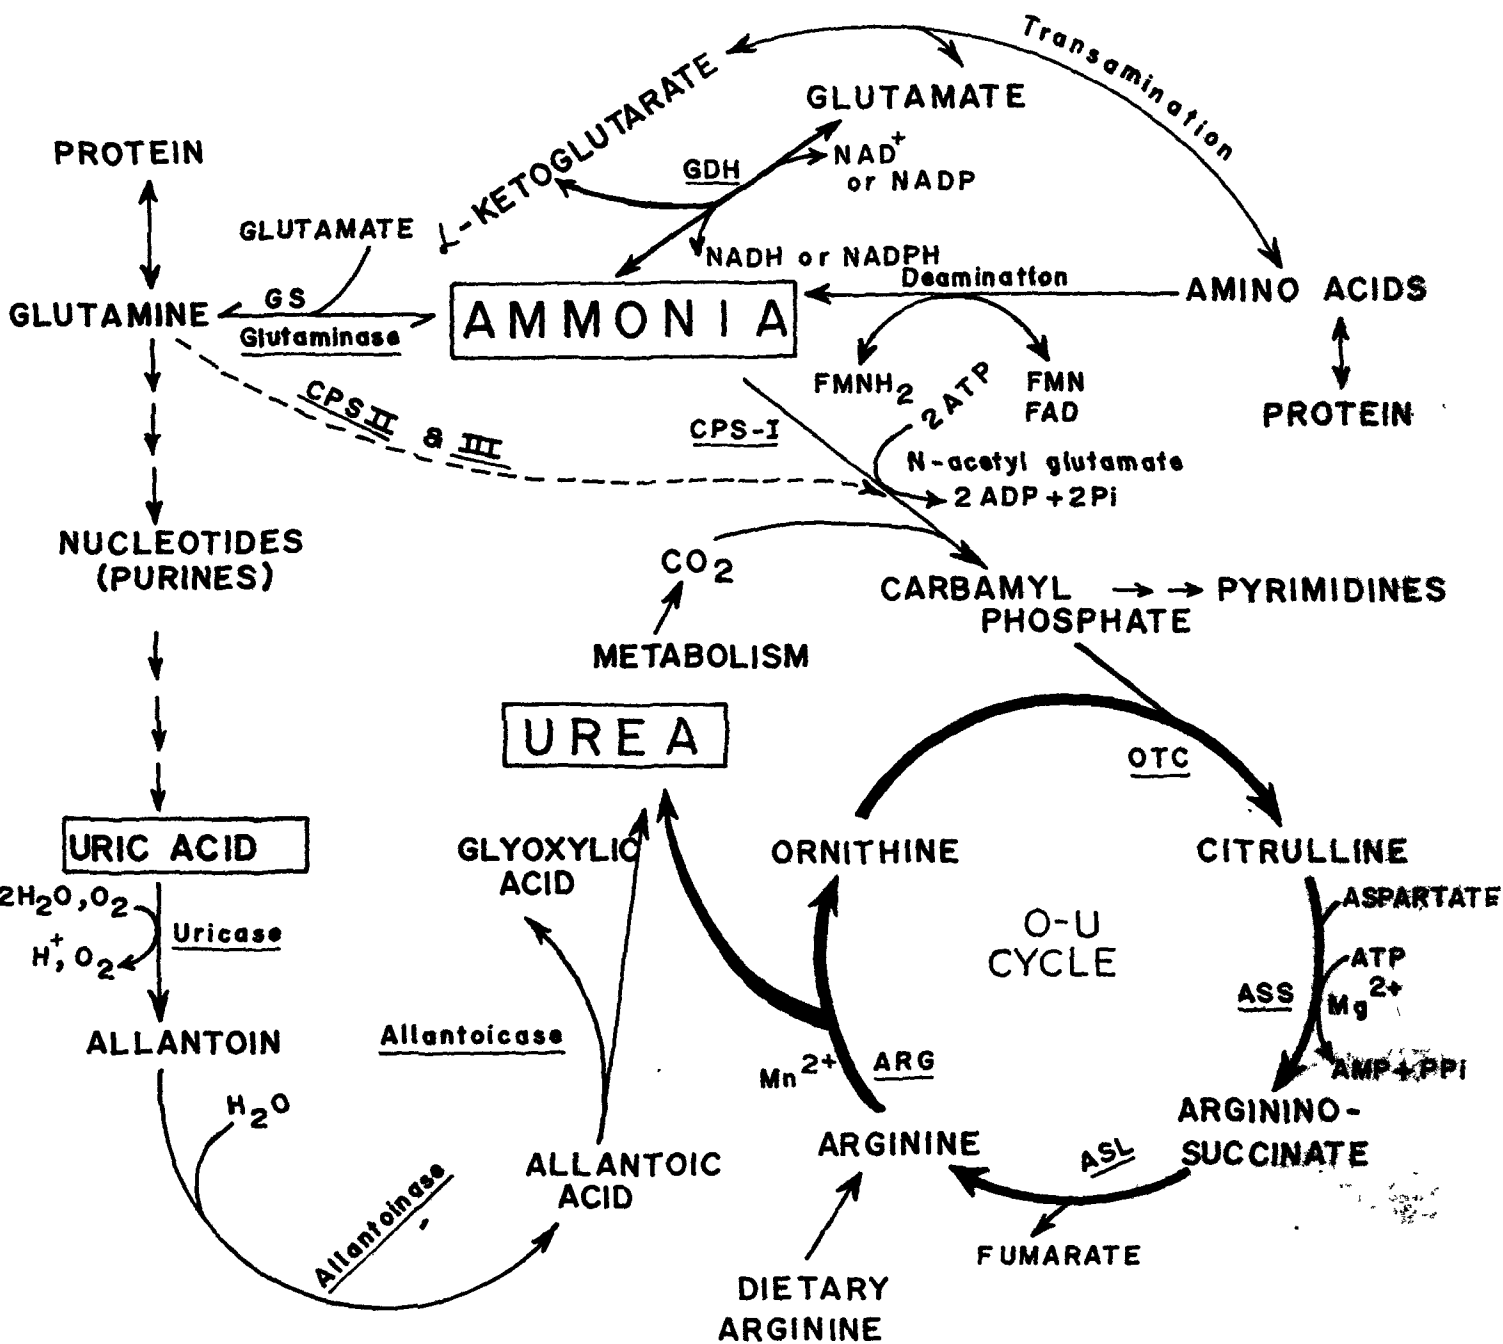 Transamination
GLUTAMATE
α-KETOGLUTARATE
PROTEIN
GDH
NAD+
or NADP
GLUTAMATE
NADH or NADPH
Deamination
AMINO ACIDS
GLUTAMINE
GS
Glutaminase
AMMONIA
FMNH2
FMN
FAD
2 ATP
PROTEIN
CPS II & III
CPS-I
N-acetyl glutamate
2 ADP + 2Pi
NUCLEOTIDES
(PURINES)
CO2
CARBAMYL
PHOSPHATE
PYRIMIDINES
METABOLISM
UREA
OTC
URIC ACID
GLYOXYLIC
ACID
ORNITHINE
CITRULLINE
2H2O, O2
H+, O2
Uricase
O-U
CYCLE
ASPARTATE
ATP
ASS
Mg2+
AMP + PPi
ALLANTOIN
Allantoicase
Mn2+
ARG
H2O
ARGININO-
SUCCINATE
ARGININE
ASL
ALLANTOIC
ACID
Allantoinase
FUMARATE
DIETARY
ARGININE